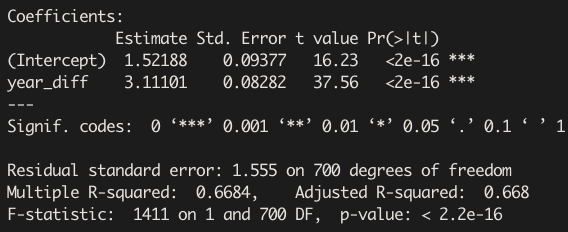 Coefficients:
            Estimate Std. Error t value Pr(>|t|)
(Intercept)  1.52188    0.09377   16.23   <2e-16 ***
year_diff    3.11101    0.08282   37.56   <2e-16 ***
---
Signif. codes:  0 ‘***’ 0.001 ‘**’ 0.01 ‘*’ 0.05 ‘.’ 0.1 ‘ ’ 1
Residual standard error: 1.555 on 700 degrees of freedom
Multiple R-squared:  0.6684,    Adjusted R-squared:  0.668
F-statistic:  1411 on 1 and 700 DF,  p-value: < 2.2e-16